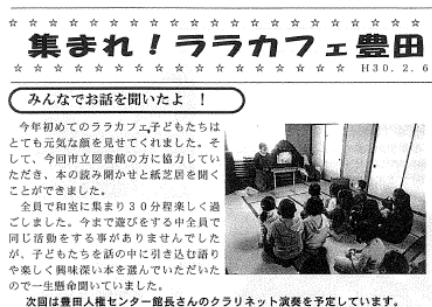 集まれ！ララカフェ豊田
H30.2.6
みんなでお話を聞いたよ　！
今年初めてのララカフェ子どもたちは
とても元気な顔を見せてくれました。そ
して、今回市立図書館の方に協力してい
ただき、本の読み聞かせと紙芝居を聞く
ことができました。
全員で和室に集まり３０分程楽しく過
ごしました。今まで遊びをする中全員で
同じ活動をする事がありませんでした
が、子どもたちを話の中に引き込む語り
や楽しく興味深い本を選んでいただいた
ので一生懸命聞いていました。
次回は豊田人権センター館長さんのクラリネット演奏を予定しています。